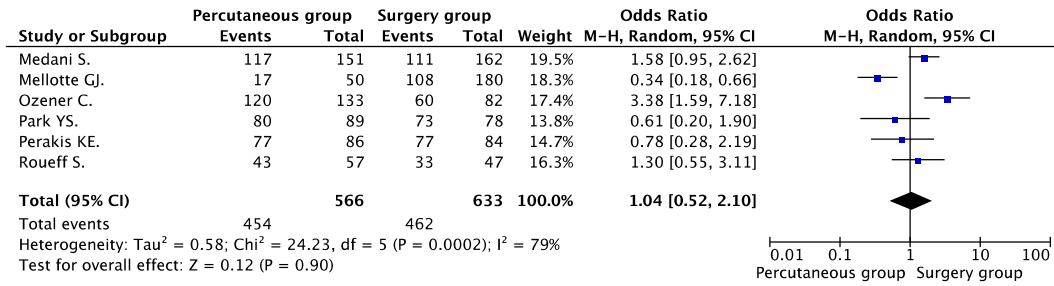 Percutaneous group Surgery group Odds Ratio Odds Ratio
Study or Subgroup Events Total Events Total Weight M-H, Random, 95% CI M-H, Random, 95% CI
Medani S. 117 151 111 162 19.5% 1.58 [0.95, 2.62]
Mellotte GJ. 17 50 108 180 18.3% 0.34 [0.18, 0.66]
Ozener C. 120 133 60 82 17.4% 3.38 [1.59, 7.18]
Park YS. 80 89 73 78 13.8% 0.61 [0.20, 1.90]
Perakis KE. 77 86 77 84 14.7% 0.78 [0.28, 2.19]
Roueff S. 43 57 33 47 16.3% 1.30 [0.55, 3.11]
Total (95% CI) 566 633 100.0% 1.04 [0.52, 2.10]
Total events 454 462
Heterogeneity: Tau² = 0.58; Chi² = 24.23, df = 5 (P = 0.0002); I² = 79%
Test for overall effect: Z = 0.12 (P = 0.90)
0.01 0.1 1 10 100
Percutaneous group Surgery group